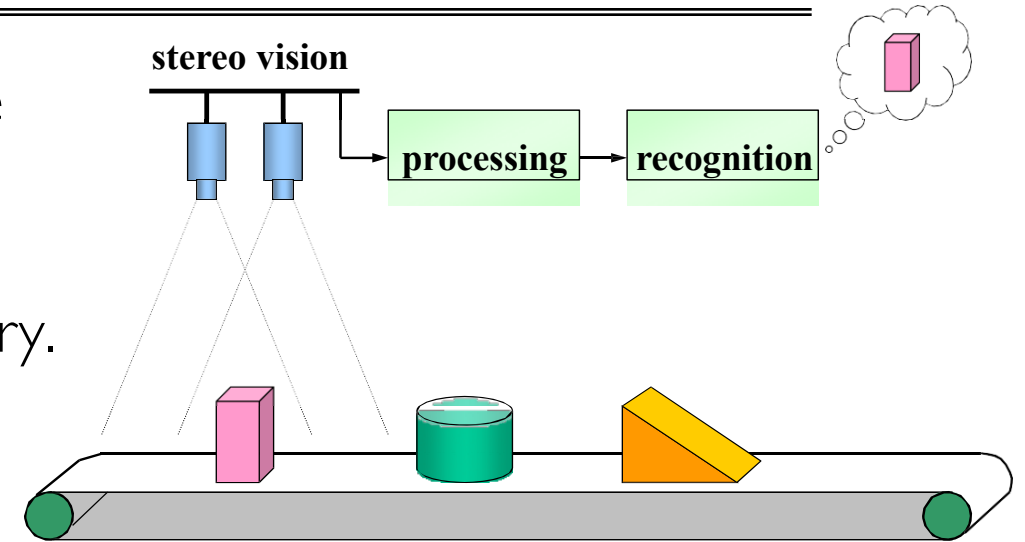 stereo vision
e
processing
recognition
ry.